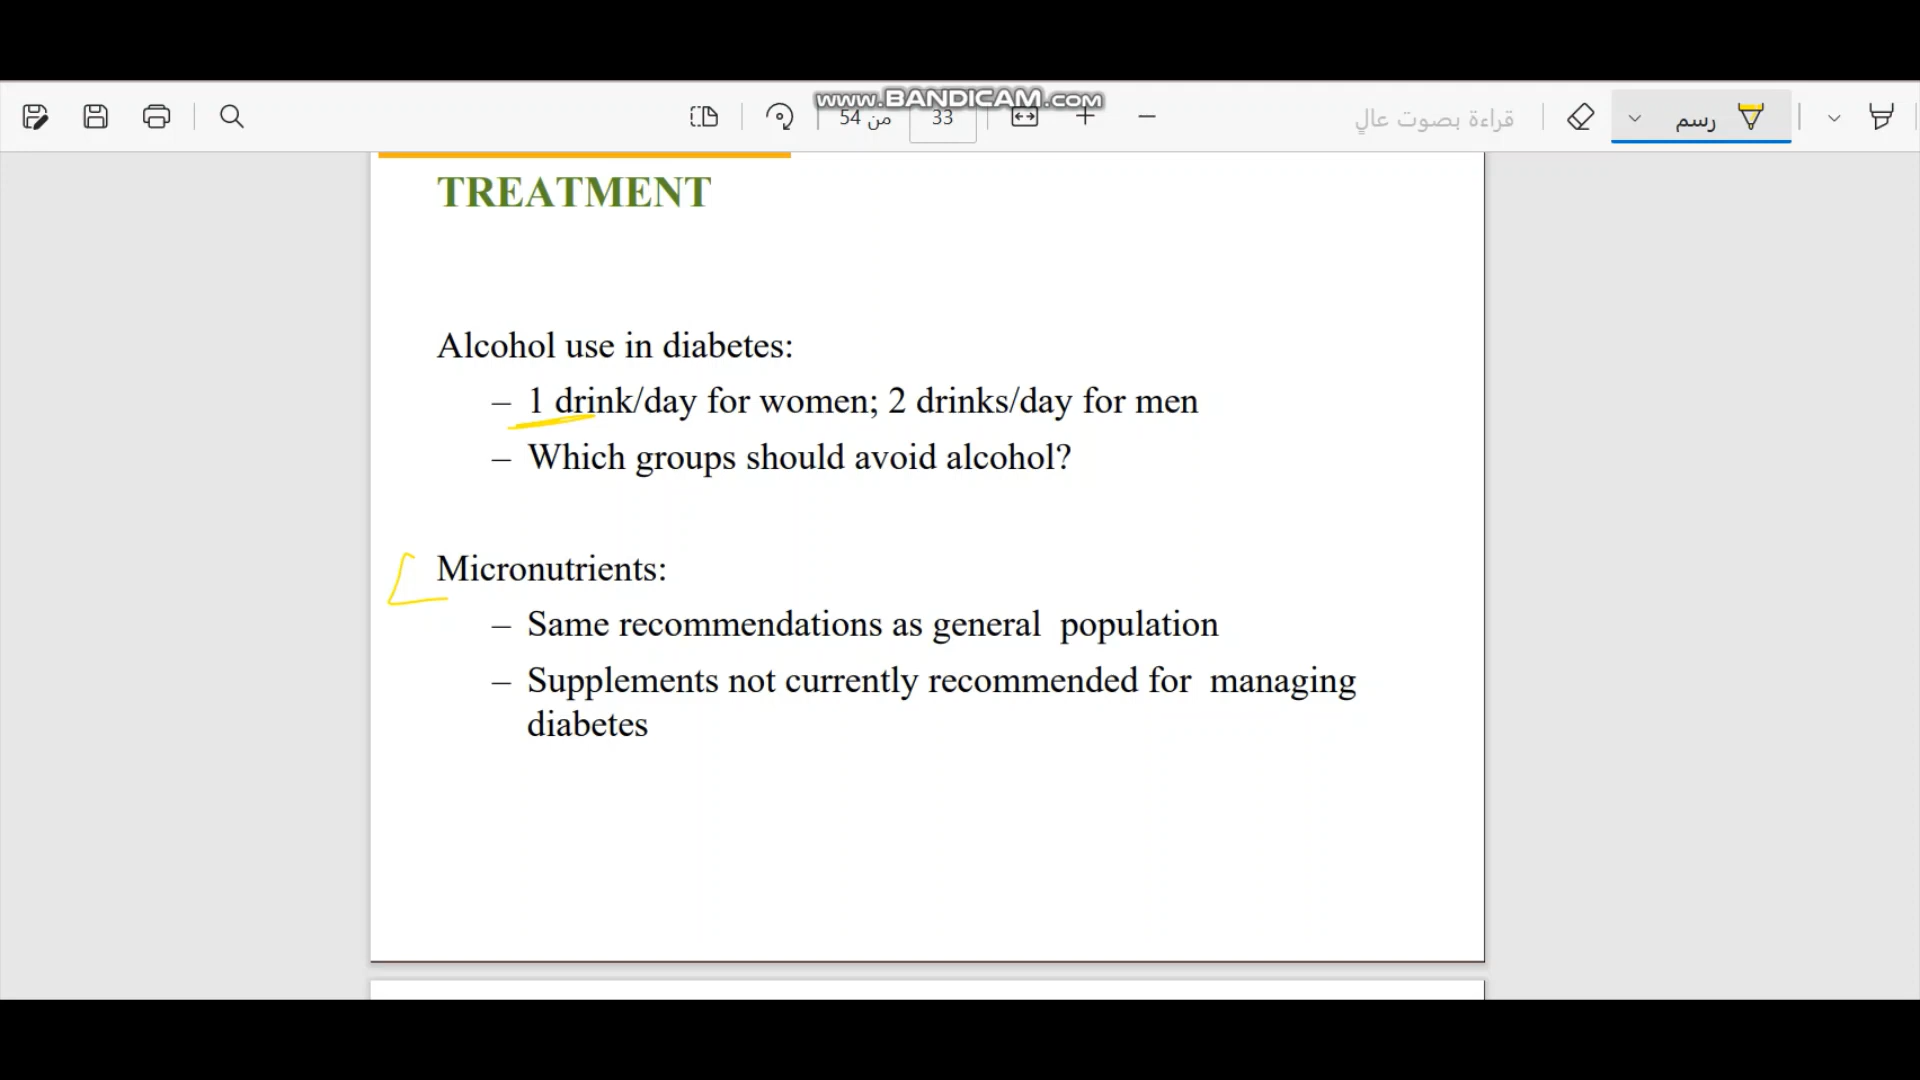 www.BANDICAM.com
33 من 54
قراءة بصوت عالٍ
رسم
TREATMENT
Alcohol use in diabetes:
– 1 drink/day for women; 2 drinks/day for men
– Which groups should avoid alcohol?
Micronutrients:
– Same recommendations as general population
– Supplements not currently recommended for managing
diabetes